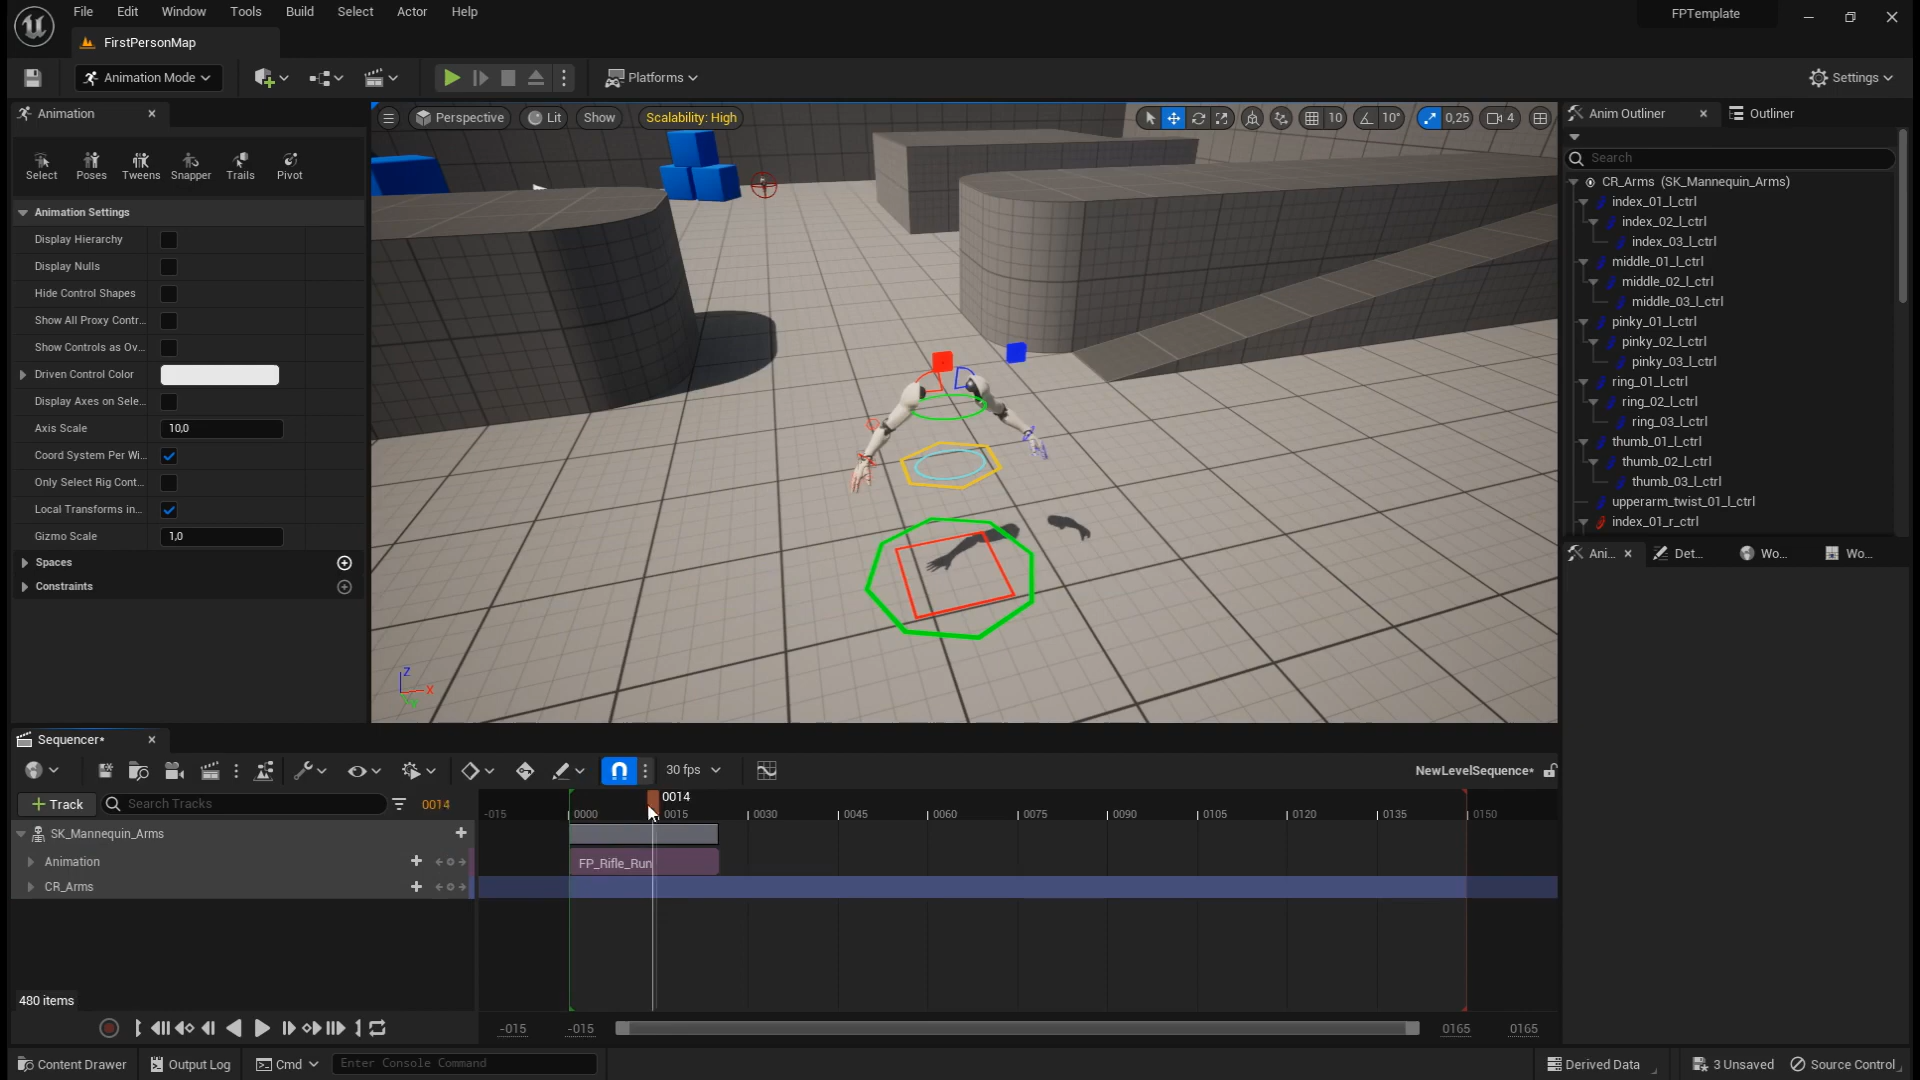 File Edit Window Tools Build Select Actor Help
FPTemplate
FirstPersonMap
Animation Mode
Platforms
Settings
Animation
Select Poses Tweens Snapper Trails Pivot
Animation Settings
Display Hierarchy
Display Nulls
Hide Control Shapes
Show All Proxy Contr...
Show Controls as Ov...
Driven Control Color
Display Axes on Sele...
Axis Scale 10,0
Coord System Per Wi...
Only Select Rig Cont...
Local Transforms in...
Gizmo Scale 1,0
Spaces
Constraints
Perspective Lit Show Scalability: High
10 10° 0,25 4
Z
X
Y
Anim Outliner Outliner
Search
CR_Arms (SK_Mannequin_Arms)
index_01_l_ctrl
index_02_l_ctrl
index_03_l_ctrl
middle_01_l_ctrl
middle_02_l_ctrl
middle_03_l_ctrl
pinky_01_l_ctrl
pinky_02_l_ctrl
pinky_03_l_ctrl
ring_01_l_ctrl
ring_02_l_ctrl
ring_03_l_ctrl
thumb_01_l_ctrl
thumb_02_l_ctrl
thumb_03_l_ctrl
upperarm_twist_01_l_ctrl
index_01_r_ctrl
Ani... Det... Wo... Wo...
Sequencer*
30 fps
NewLevelSequence*
Track Search Tracks 0014
0014
-015 0000 0015 0030 0045 0060 0075 0090 0105 0120 0135 0150
SK_Mannequin_Arms
Animation
FP_Rifle_Run
CR_Arms
480 items
-015 -015 0165 0165
Content Drawer Output Log Cmd Enter Console Command
Derived Data 3 Unsaved Source Control